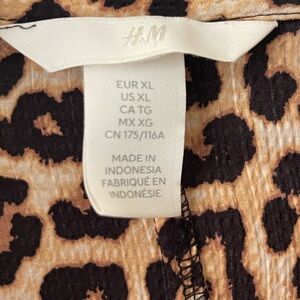 H&M
EUR XL
US XL
CA TG
MX XG
CN 175/116A
MADE IN
INDONESIA
FABRIQUÉ EN
INDONÉSIE